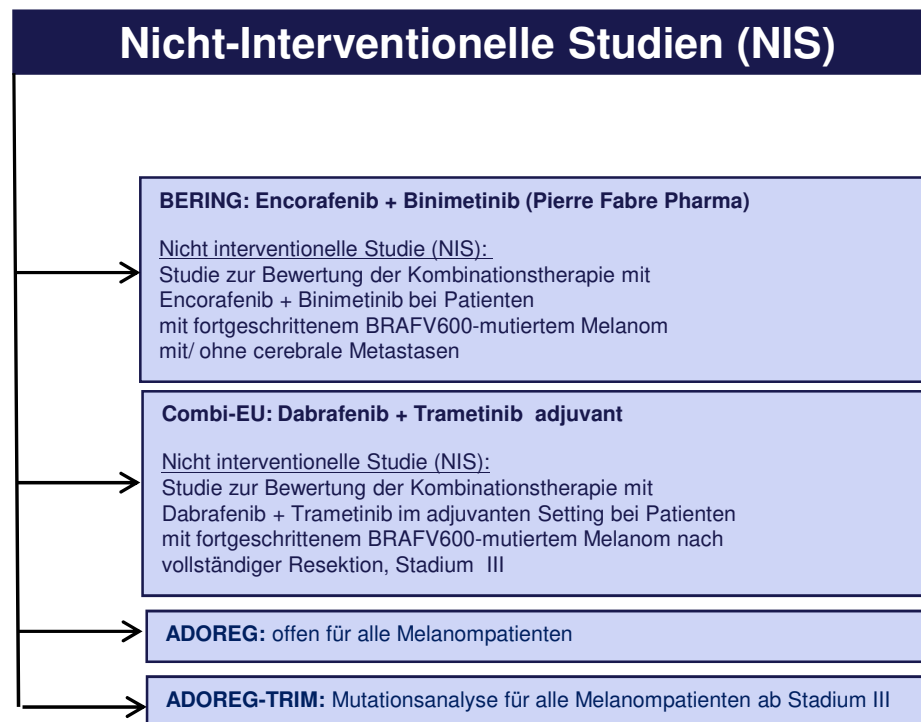 Nicht-Interventionelle Studien (NIS)
BERING: Encorafenib + Binimetinib (Pierre Fabre Pharma)
Nicht interventionelle Studie (NIS):
Studie zur Bewertung der Kombinationstherapie mit
Encorafenib + Binimetinib bei Patienten
mit fortgeschrittenem BRAFV600-mutiertem Melanom
mit/ ohne cerebrale Metastasen
Combi-EU: Dabrafenib + Trametinib adjuvant
Nicht interventionelle Studie (NIS):
Studie zur Bewertung der Kombinationstherapie mit
Dabrafenib + Trametinib im adjuvanten Setting bei Patienten
mit fortgeschrittenem BRAFV600-mutiertem Melanom nach
vollständiger Resektion, Stadium III
ADOREG: offen für alle Melanompatienten
ADOREG-TRIM: Mutationsanalyse für alle Melanompatienten ab Stadium III